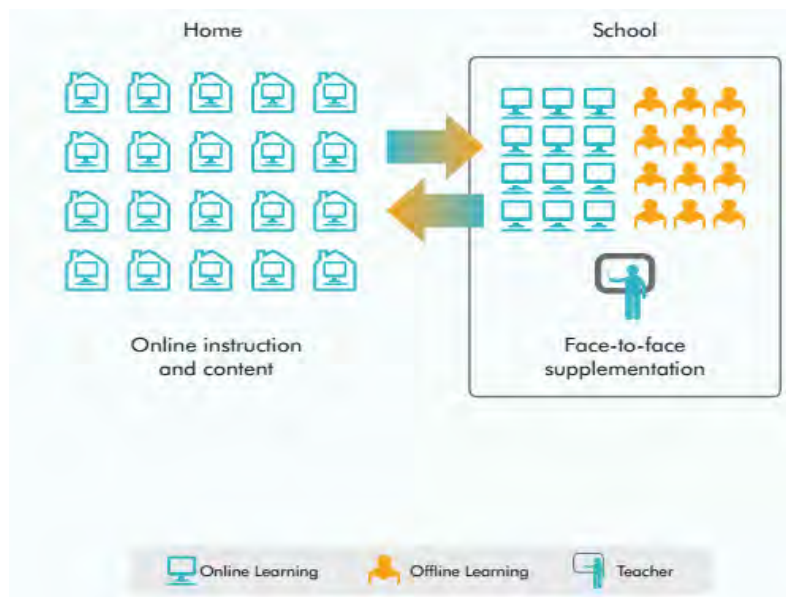 Home
School
Online instruction
and content
Face-to-face
supplementation
Online Learning
Offline Learning
Teacher